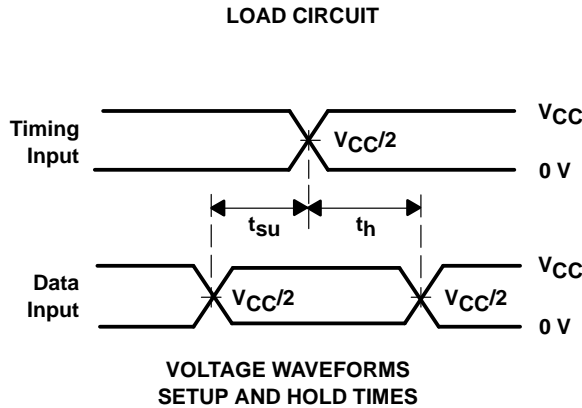 LOAD CIRCUIT
Timing
Input
VCC
VCC/2
0 V
tsu
th
Data
Input
VCC
VCC/2
VCC/2
0 V
VOLTAGE WAVEFORMS
SETUP AND HOLD TIMES